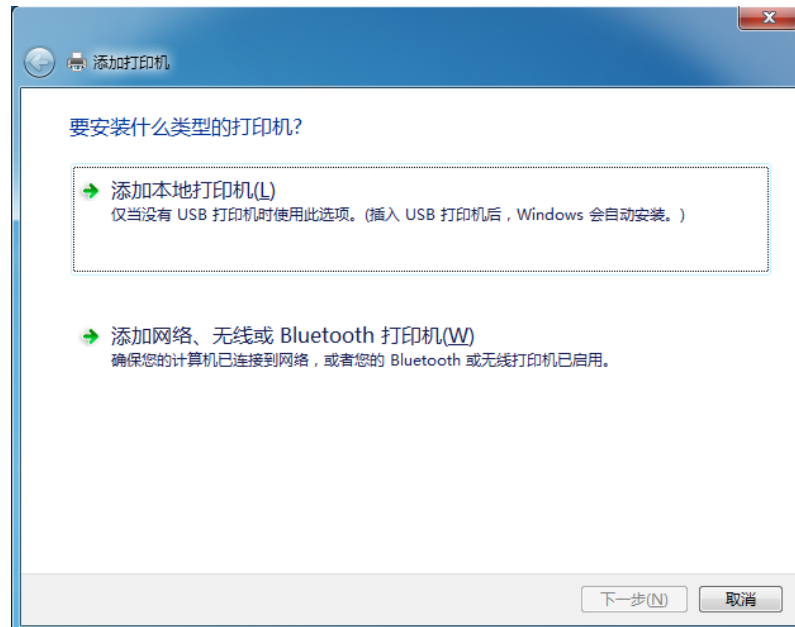 添加打印机
要安装什么类型的打印机?
添加本地打印机(L)
仅当没有 USB 打印机时使用此选项。(插入 USB 打印机后，Windows 会自动安装。)
添加网络、无线或 Bluetooth 打印机(W)
确保您的计算机已连接到网络，或者您的 Bluetooth 或无线打印机已启用。
下一步(N) 取消